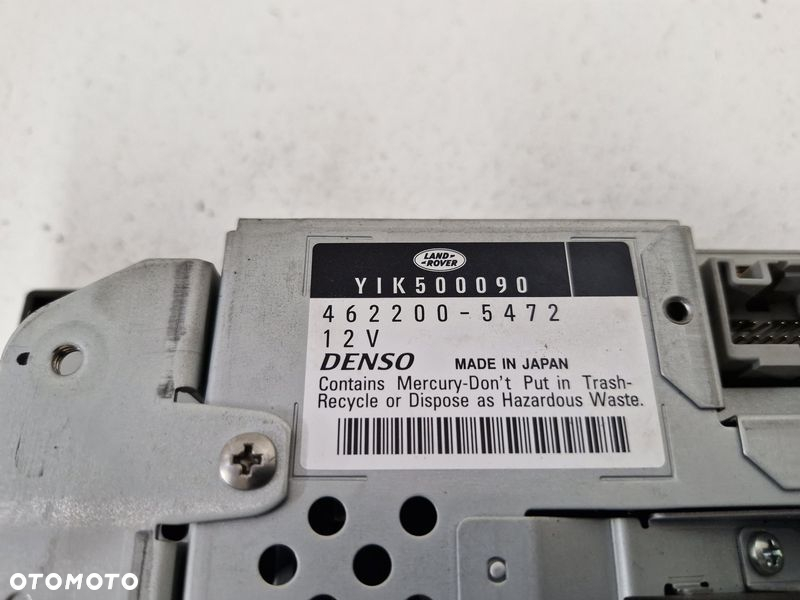 LAND-
ROVER
YIK500090
462200-5472
12V
DENSO MADE IN JAPAN
Contains Mercury-Don't Put in Trash-
Recycle or Dispose as Hazardous Waste.
OTOMOTO